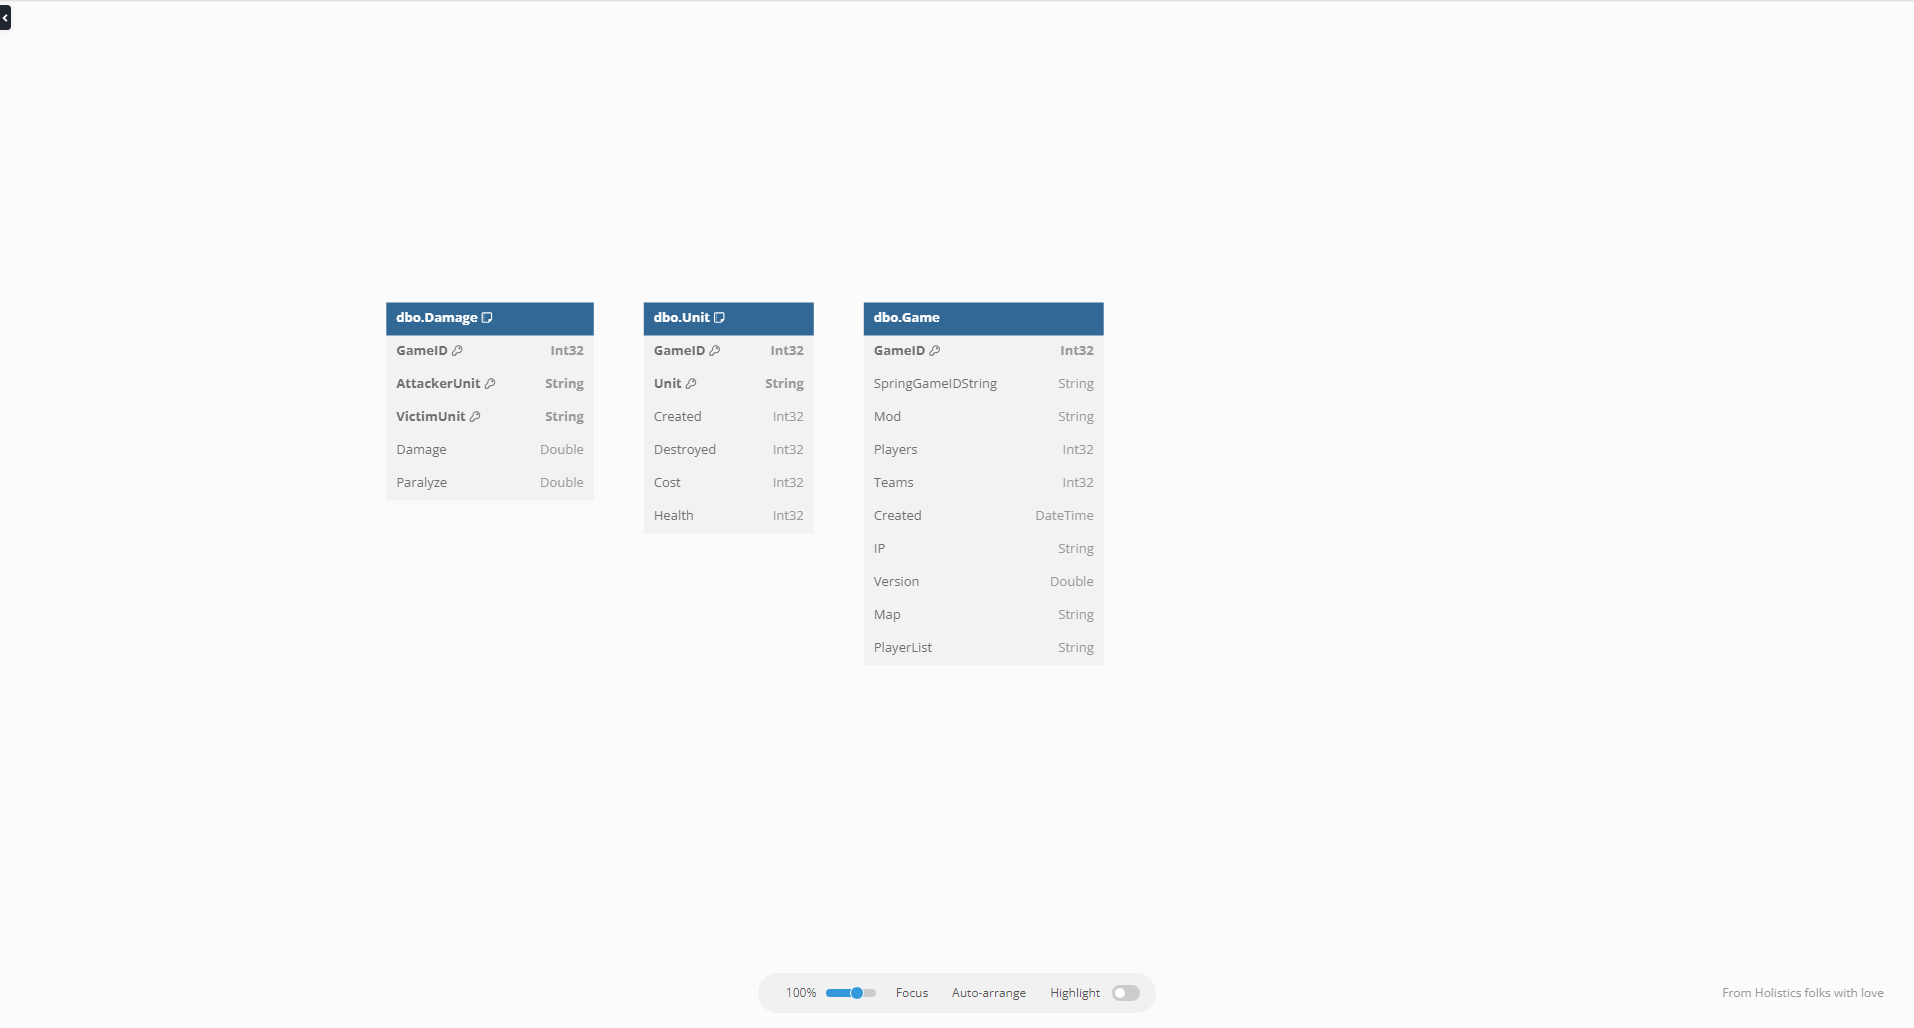 dbo.Damage
GameID Int32
AttackerUnit String
VictimUnit String
Damage Double
Paralyze Double
dbo.Unit
GameID Int32
Unit String
Created Int32
Destroyed Int32
Cost Int32
Health Int32
dbo.Game
GameID Int32
SpringGameIDString String
Mod String
Players Int32
Teams Int32
Created DateTime
IP String
Version Double
Map String
PlayerList String
100% Focus Auto-arrange Highlight
From Holistics folks with love